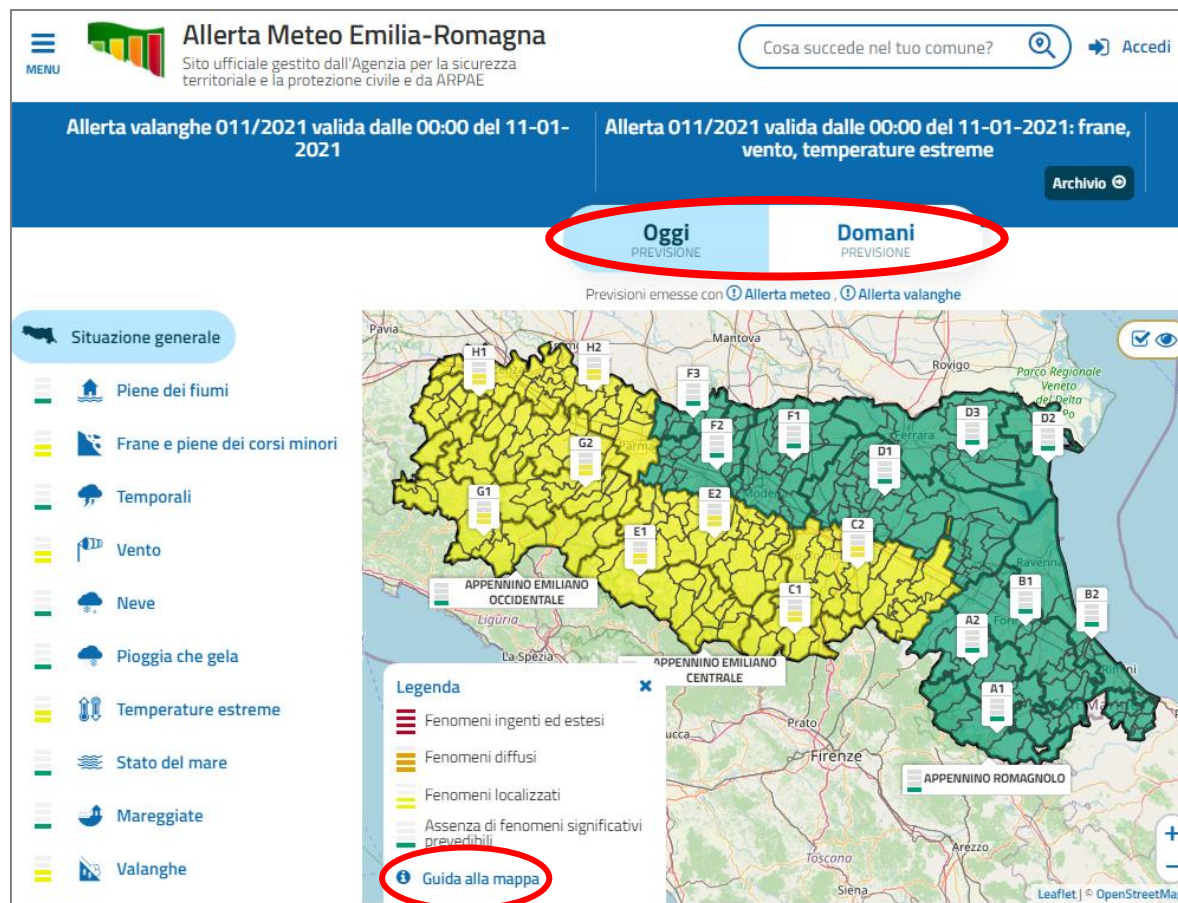 MENU
Allerta Meteo Emilia-Romagna
Sito ufficiale gestito dall'Agenzia per la sicurezza
territoriale e la protezione civile e da ARPAE
Cosa succede nel tuo comune?
Accedi
Allerta valanghe 011/2021 valida dalle 00:00 del 11-01-
2021
Allerta 011/2021 valida dalle 00:00 del 11-01-2021: frane,
vento, temperature estreme
Archivio
Oggi
PREVISIONE
Domani
PREVISIONE
Previsioni emesse con Allerta meteo , Allerta valanghe
Situazione generale
Piene dei fiumi
Frane e piene dei corsi minori
Temporali
Vento
Neve
Pioggia che gela
Temperature estreme
Stato del mare
Mareggiate
Valanghe
Pavia
Mantova
Rovigo
Parco Regionale
Veneto
del Delta
Po
H1
H2
F3
F2
F1
D3
D2
D1
Ferrara
Parma
G2
G1
E2
Modena
E1
C2
C1
Ravenna
B1
B2
A2
Forlì
Rimini
A1
APPENNINO EMILIANO
OCCIDENTALE
Liguria
La Spezia
APPENNINO EMILIANO
CENTRALE
APPENNINO ROMAGNOLO
Prato
Firenze
Arezzo
Toscana
Siena
Legenda
Fenomeni ingenti ed estesi
Fenomeni diffusi
Fenomeni localizzati
Assenza di fenomeni significativi
prevedibili
Guida alla mappa
+
−
Leaflet | © OpenStreetMap